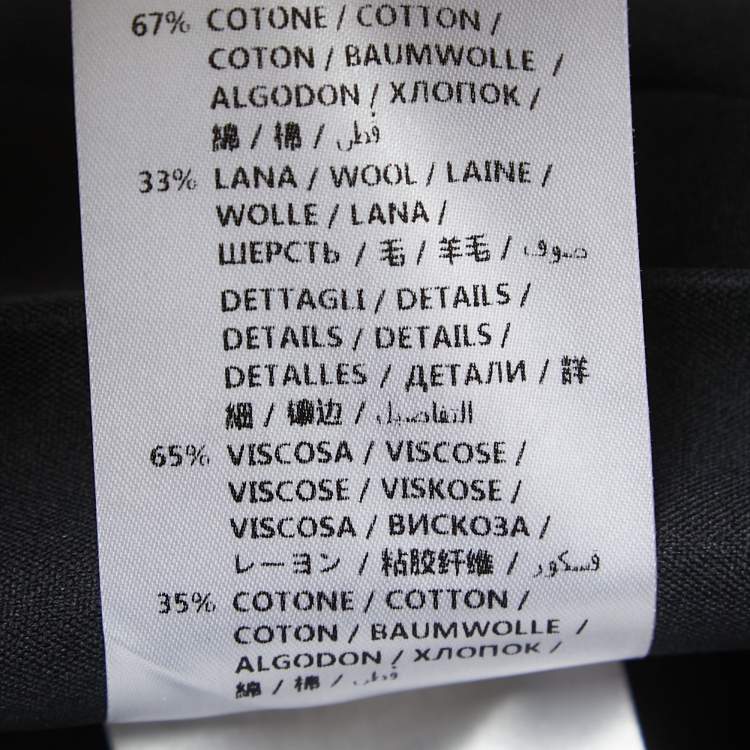 67% COTONE / COTTON /
COTON / BAUMWOLLE /
ALGODON / ХЛОПОК /
綿 / 棉 / قطن
33% LANA / WOOL / LAINE /
WOLLE / LANA /
ШЕРСТЬ / 毛 / 羊毛 / صوف
DETTAGLI / DETAILS /
DETAILS / DETAILS /
DETALLES / ДЕТАЛИ / 詳
細 / 镶边 / التفاصيل
65% VISCOSA / VISCOSE /
VISCOSE / VISKOSE /
VISCOSA / ВИСКОЗА /
レーヨン / 粘胶纤维 / فسكور
35% COTONE / COTTON /
COTON / BAUMWOLLE /
ALGODON / ХЛОПОК /
綿 / 棉 / قطن